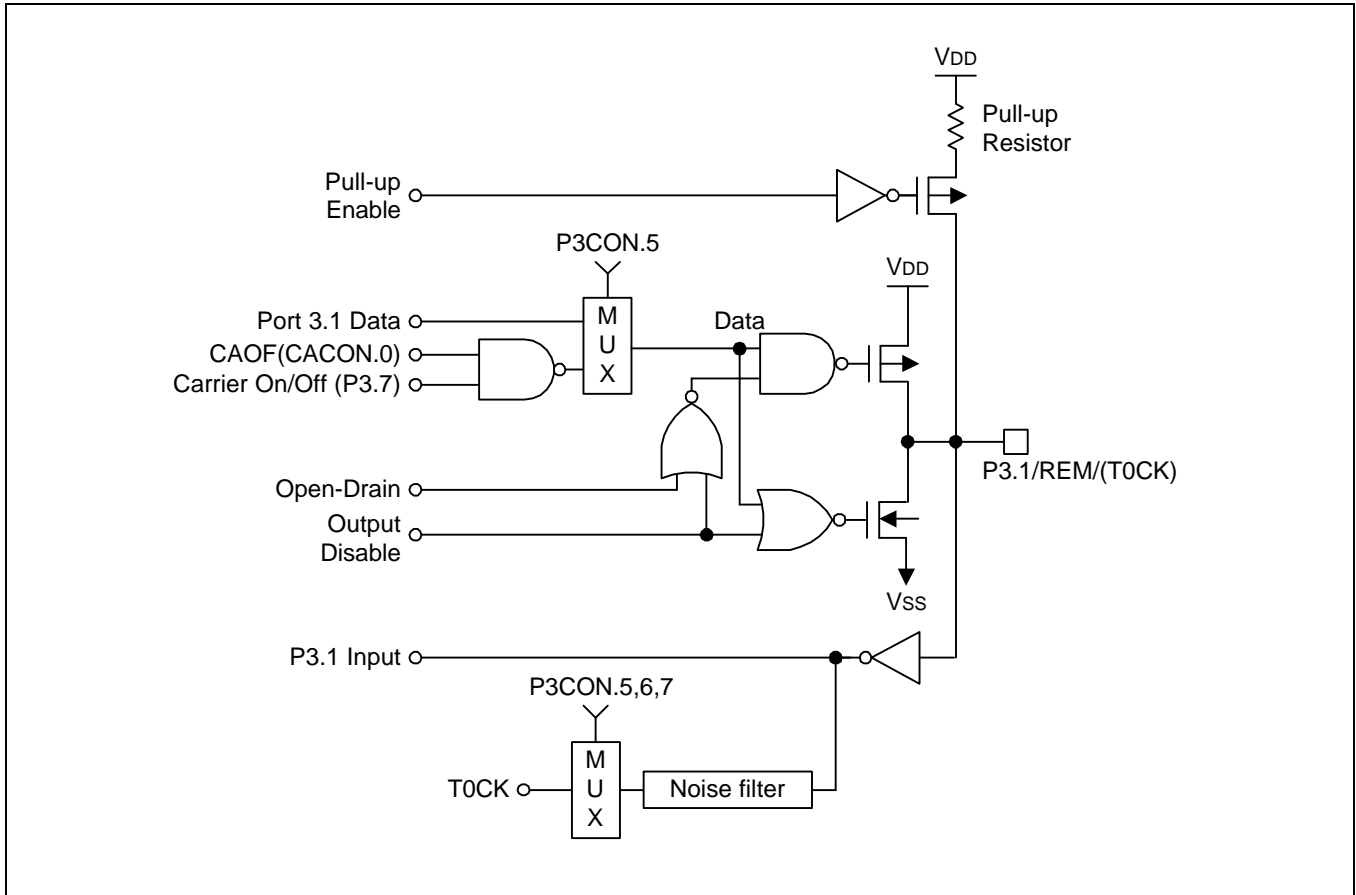 VDD
Pull-up
Resistor
Pull-up
Enable
P3CON.5
VDD
Port 3.1 Data
M
U
X
Data
CAOF(CACON.0)
Carrier On/Off (P3.7)
P3.1/REM/(T0CK)
Open-Drain
Output
Disable
VSS
P3.1 Input
P3CON.5,6,7
M
U
X
T0CK
Noise filter